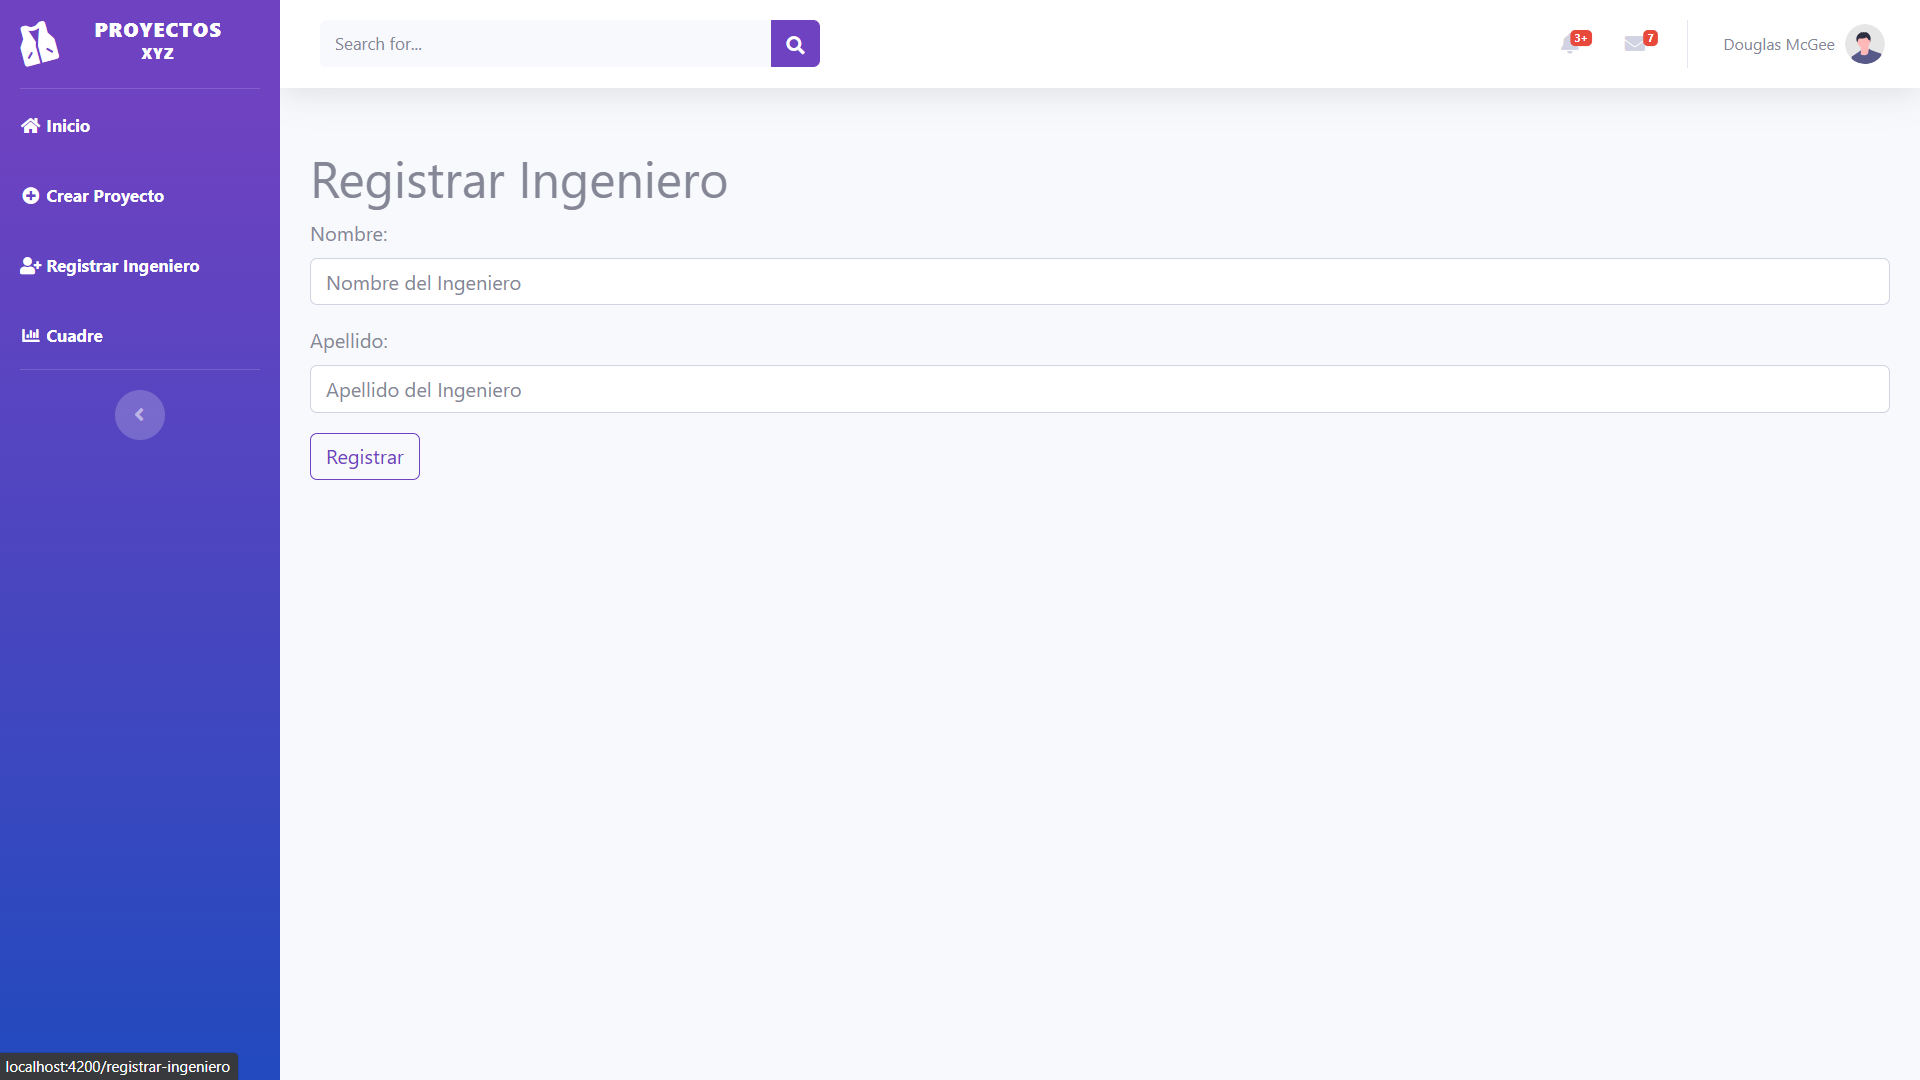 PROYECTOS
XYZ
Inicio
Crear Proyecto
Registrar Ingeniero
Cuadre
Search for...
3+
7
Douglas McGee
Registrar Ingeniero
Nombre:
Nombre del Ingeniero
Apellido:
Apellido del Ingeniero
Registrar
localhost:4200/registrar-ingeniero